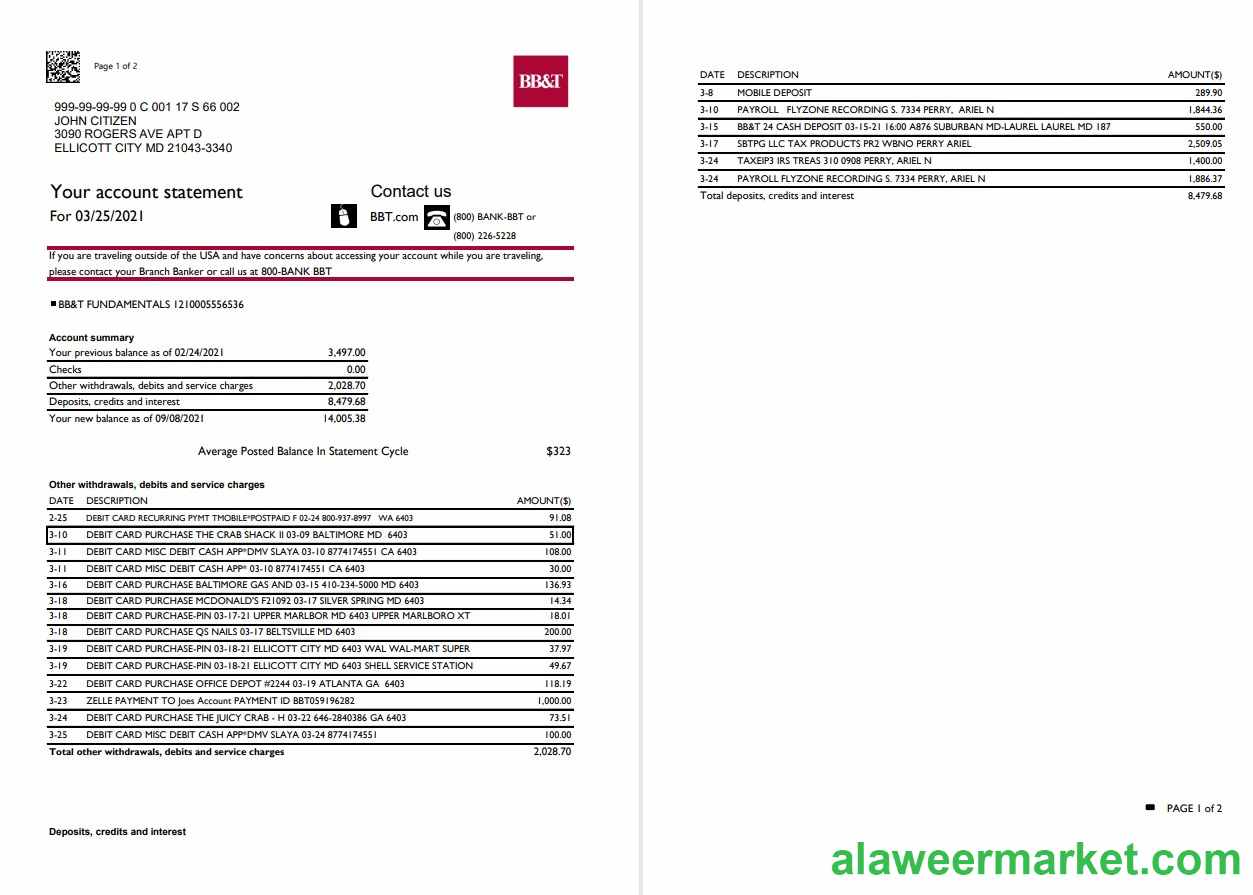 Page 1 of 2
BB&T
999-99-99-99 0 C 001 17 S 66 002
JOHN CITIZEN
3090 ROGERS AVE APT D
ELLICOTT CITY MD 21043-3340
Your account statement
For 03/25/2021
Contact us
BBT.com (800) BANK-BBT or
(800) 226-5228
If you are traveling outside of the USA and have concerns about accessing your account while you are traveling,
please contact your Branch Banker or call us at 800-BANK BBT
BB&T FUNDAMENTALS 1210005556536
Account summary
Your previous balance as of 02/24/2021 3,497.00
Checks 0.00
Other withdrawals, debits and service charges 2,028.70
Deposits, credits and interest 8,479.68
Your new balance as of 09/08/2021 14,005.38
Average Posted Balance In Statement Cycle $323
Other withdrawals, debits and service charges
DATE DESCRIPTION AMOUNT($)
2-25 DEBIT CARD RECURRING PYMT TMOBILE*POSTPAID F 02-24 800-937-8997 WA 6403 91.08
3-10 DEBIT CARD PURCHASE THE CRAB SHACK II 03-09 BALTIMORE MD 6403 51.00
3-11 DEBIT CARD MISC DEBIT CASH APP*DMV SLAYA 03-10 8774174551 CA 6403 108.00
3-11 DEBIT CARD MISC DEBIT CASH APP* 03-10 8774174551 CA 6403 30.00
3-16 DEBIT CARD PURCHASE BALTIMORE GAS AND 03-15 410-234-5000 MD 6403 136.93
3-18 DEBIT CARD PURCHASE MCDONALD'S F21092 03-17 SILVER SPRING MD 6403 14.34
3-18 DEBIT CARD PURCHASE-PIN 03-17-21 UPPER MARLBOR MD 6403 UPPER MARLBORO XT 18.01
3-18 DEBIT CARD PURCHASE QS NAILS 03-17 BELTSVILLE MD 6403 200.00
3-19 DEBIT CARD PURCHASE-PIN 03-18-21 ELLICOTT CITY MD 6403 WAL WAL-MART SUPER 37.97
3-19 DEBIT CARD PURCHASE-PIN 03-18-21 ELLICOTT CITY MD 6403 SHELL SERVICE STATION 49.67
3-22 DEBIT CARD PURCHASE OFFICE DEPOT #2244 03-19 ATLANTA GA 6403 118.19
3-23 ZELLE PAYMENT TO Joes Account PAYMENT ID BBT059196282 1,000.00
3-24 DEBIT CARD PURCHASE THE JUICY CRAB - H 03-22 646-2840386 GA 6403 73.51
3-25 DEBIT CARD MISC DEBIT CASH APP*DMV SLAYA 03-24 8774174551 100.00
Total other withdrawals, debits and service charges 2,028.70
Deposits, credits and interest
DATE DESCRIPTION AMOUNT($)
3-8 MOBILE DEPOSIT 289.90
3-10 PAYROLL FLYZONE RECORDING S. 7334 PERRY, ARIEL N 1,844.36
3-15 BB&T 24 CASH DEPOSIT 03-15-21 16:00 A876 SUBURBAN MD-LAUREL LAUREL MD 187 550.00
3-17 SBTPG LLC TAX PRODUCTS PR2 WBNO PERRY ARIEL 2,509.05
3-24 TAXEIP3 IRS TREAS 310 0908 PERRY, ARIEL N 1,400.00
3-24 PAYROLL FLYZONE RECORDING S. 7334 PERRY, ARIEL N 1,886.37
Total deposits, credits and interest 8,479.68
PAGE 1 of 2
alaweermarket.com